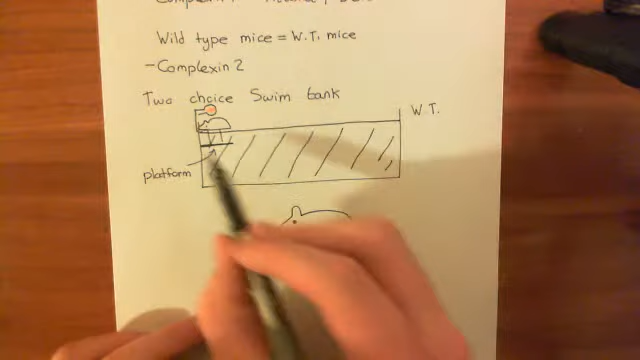 Wild type mice = W.T. mice
- Complexin 2
Two choice Swim tank
W.T.
platform